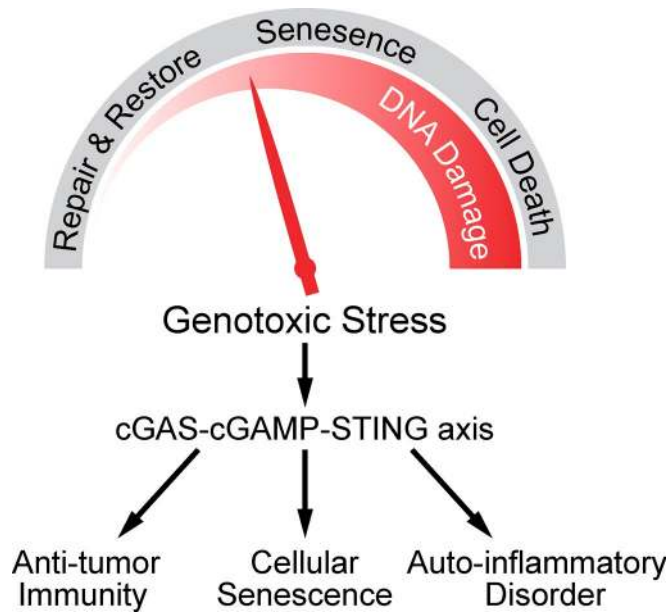 Repair & Restore
Senesence
Cell Death
DNA Damage
Genotoxic Stress
cGAS-cGAMP-STING axis
Anti-tumor
Immunity
Cellular
Senescence
Auto-inflammatory
Disorder